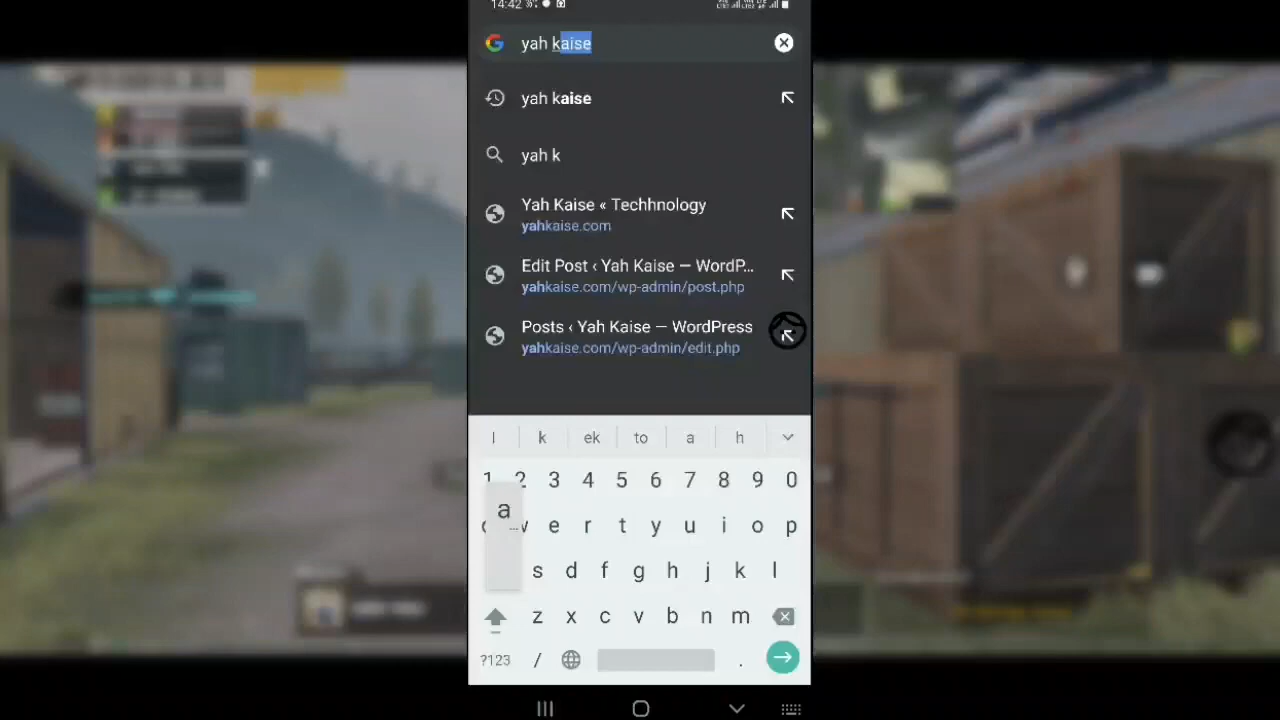 14:42
yah kaise
yah kaise
yah k
Yah Kaise « Techhnology
yahkaise.com
Edit Post ‹ Yah Kaise — WordP...
yahkaise.com/wp-admin/post.php
Posts ‹ Yah Kaise — WordPress
yahkaise.com/wp-admin/edit.php
l k ek to a h
1 2 3 4 5 6 7 8 9 0
a
e r t y u i o p
s d f g h j k l
z x c v b n m
?123 / .